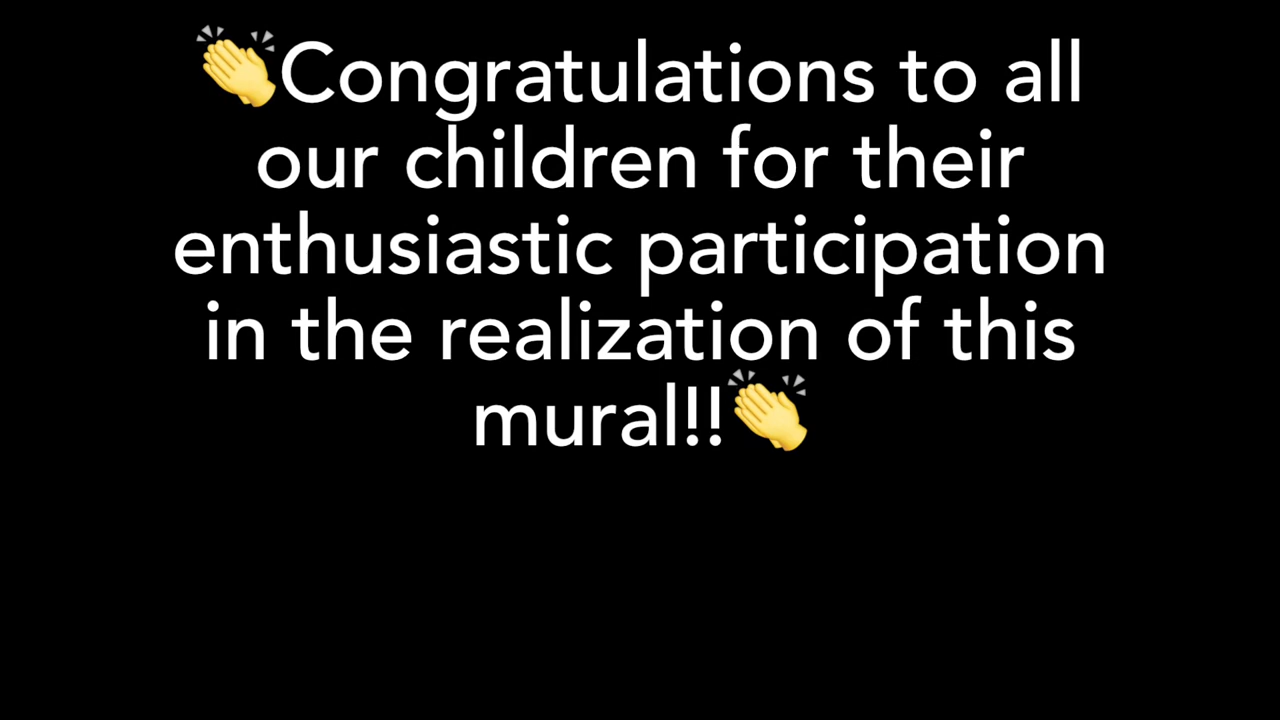 👏Congratulations to all
our children for their
enthusiastic participation
in the realization of this
mural!!👏